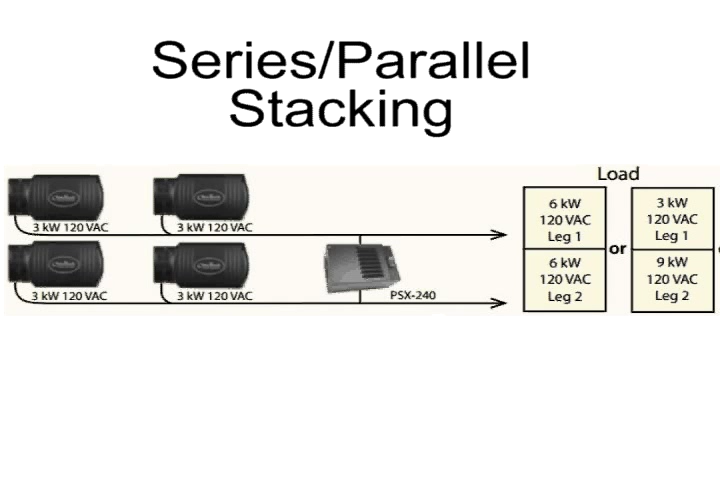 Series/Parallel
Stacking
Load
3 kW 120 VAC
3 kW 120 VAC
3 kW 120 VAC
3 kW 120 VAC
PSX-240
6 kW
120 VAC
Leg 1
6 kW
120 VAC
Leg 2
or
3 kW
120 VAC
Leg 1
9 kW
120 VAC
Leg 2